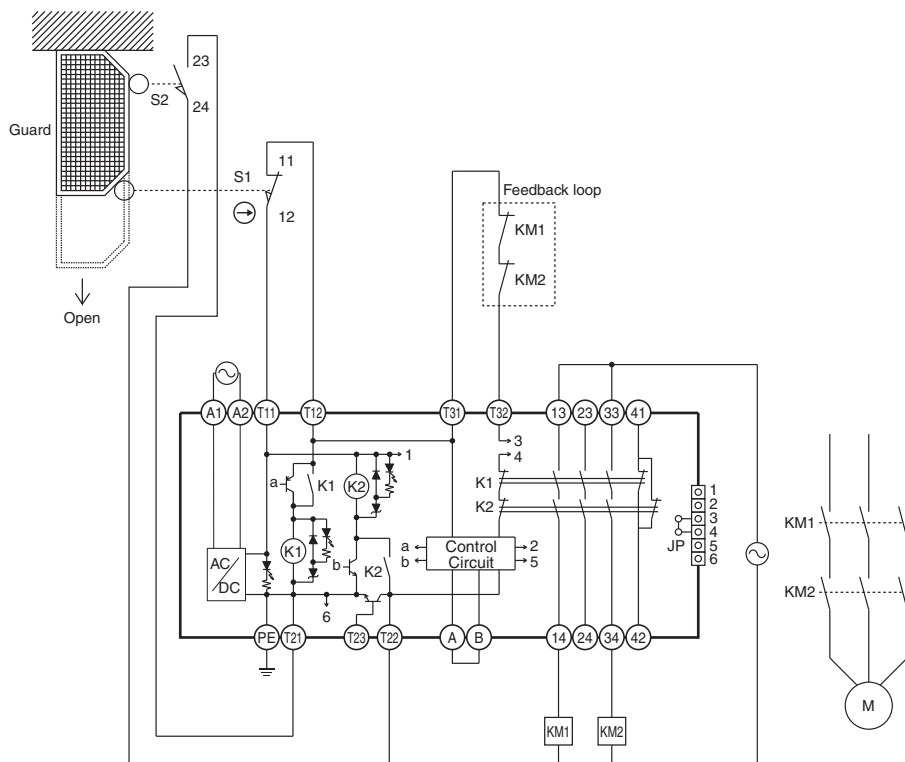 23
S2
24
Guard
11
S1
12
Feedback loop
KM1
KM2
Open
A1 A2 T11 T12 T31 T32 13 23 33 41
1
3
4
a
K1
K2
K1
K2
1
2
3
4
5
6
JP
K1
b
K2
a
b
Control
Circuit
2
5
AC
DC
6
PE T21 T23 T22 A B 14 24 34 42
KM1
KM2
KM1
KM2
M